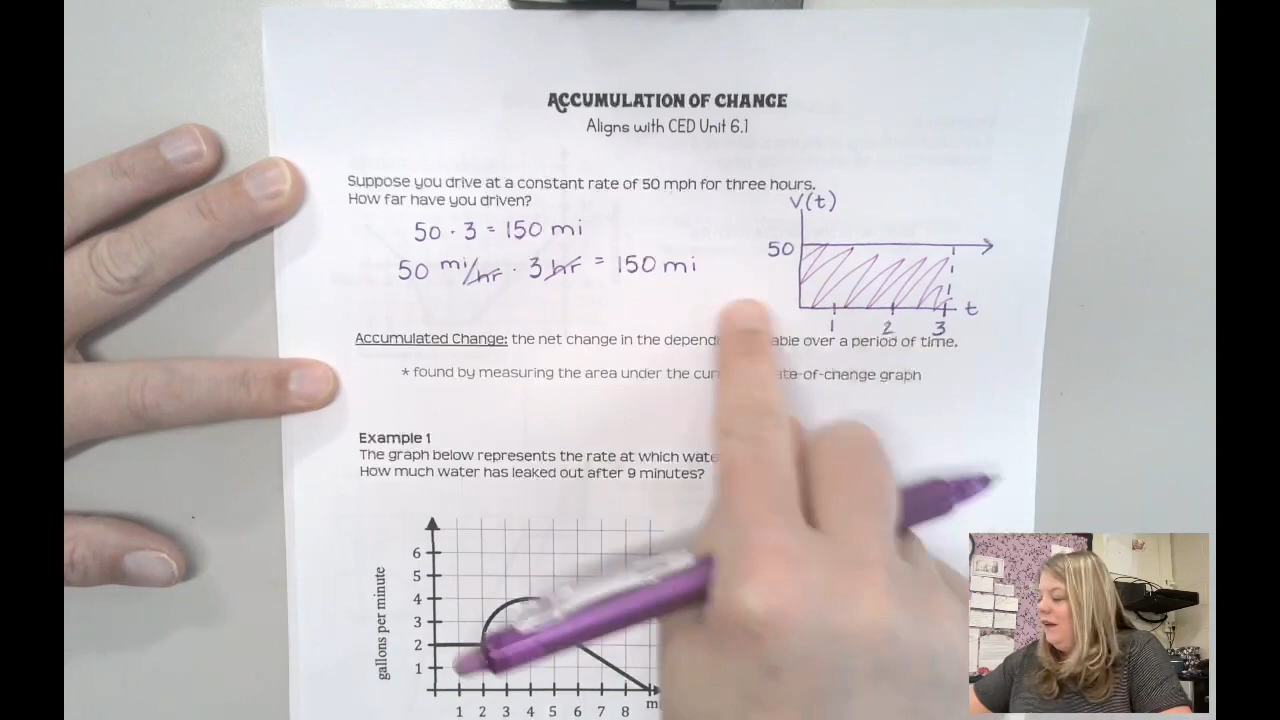 ACCUMULATION OF CHANGE
Aligns with CED Unit 6.1
Suppose you drive at a constant rate of 50 mph for three hours.
How far have you driven?
50 · 3 = 150 mi
50 mi/hr · 3 hr = 150 mi
V(t)
50
t
1 2 3
Accumulated Change: the net change in the depend able over a period of time.
* found by measuring the area under the cur te-of-change graph
Example 1
The graph below represents the rate at which wate
How much water has leaked out after 9 minutes?
gallons per minute
6
5
4
3
2
1
1 2 3 4 5 6 7 8 m